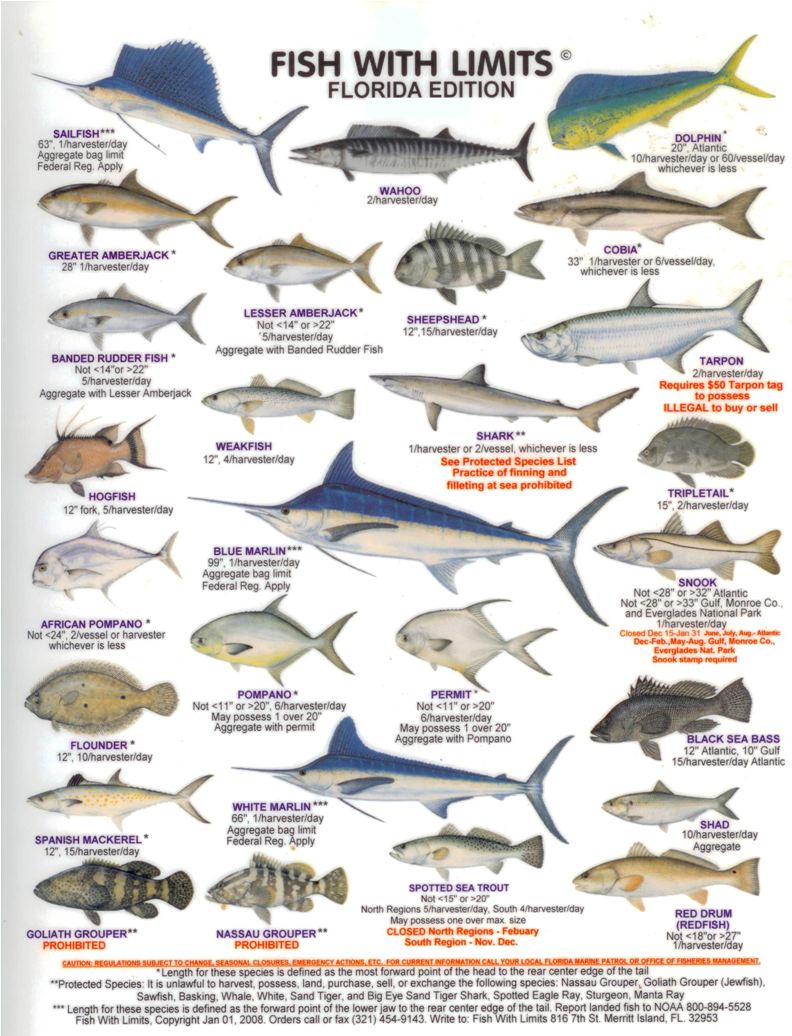 FISH WITH LIMITS ©
FLORIDA EDITION
SAILFISH***
63", 1/harvester/day
Aggregate bag limit
Federal Reg. Apply
WAHOO
2/harvester/day
DOLPHIN*
20", Atlantic
10/harvester/day or 60/vessel/day
whichever is less
GREATER AMBERJACK*
28" 1/harvester/day
LESSER AMBERJACK*
Not <14" or >22"
5/harvester/day
Aggregate with Banded Rudder Fish
SHEEPSHEAD*
12",15/harvester/day
COBIA*
33" 1/harvester or 6/vessel/day,
whichever is less
BANDED RUDDER FISH *
Not <14"or >22"
5/harvester/day
Aggregate with Lesser Amberjack
TARPON
2/harvester/day
Requires $50 Tarpon tag
to possess
ILLEGAL to buy or sell
WEAKFISH
12", 4/harvester/day
SHARK**
1/harvester or 2/vessel, whichever is less
See Protected Species List
Practice of finning and
filleting at sea prohibited
HOGFISH
12" fork, 5/harvester/day
TRIPLETAIL*
15", 2/harvester/day
BLUE MARLIN***
99", 1/harvester/day
Aggregate bag limit
Federal Reg. Apply
SNOOK
Not <28" or >32" Atlantic
Not <28" or >33" Gulf, Monroe Co.,
and Everglades National Park
1/harvester/day
Closed Dec 15-Jan 31 June, July, Aug.- Atlantic
Dec-Feb.,May-Aug. Gulf, Monroe Co.,
Everglades Nat. Park
Snook stamp required
AFRICAN POMPANO *
Not <24", 2/vessel or harvester
whichever is less
POMPANO*
Not <11" or >20", 6/harvester/day
May possess 1 over 20"
Aggregate with permit
PERMIT *
Not <11" or >20"
6/harvester/day
May possess 1 over 20"
Aggregate with Pompano
FLOUNDER *
12", 10/harvester/day
BLACK SEA BASS
12" Atlantic, 10" Gulf
15/harvester/day Atlantic
SPANISH MACKEREL*
12", 15/harvester/day
WHITE MARLIN ***
66", 1/harvester/day
Aggregate bag limit
Federal Reg. Apply
SHAD
10/harvester/day
Aggregate
SPOTTED SEA TROUT
Not <15" or >20"
North Regions 5/harvester/day, South 4/harvester/day
May possess one over max. size
CLOSED North Regions - Febuary
South Region - Nov. Dec.
GOLIATH GROUPER**
PROHIBITED
NASSAU GROUPER**
PROHIBITED
RED DRUM
(REDFISH)
Not <18"or >27"
1/harvester/day
CAUTION: REGULATIONS SUBJECT TO CHANGE, SEASONAL CLOSURES, EMERGENCY ACTIONS, ETC. FOR CURRENT INFORMATION CALL YOUR LOCAL FLORIDA MARINE PATROL OR OFFICE OF FISHERIES MANAGEMENT.
*Length for these species is defined as the most forward point of the head to the rear center edge of the tail
**Protected Species: It is unlawful to harvest, possess, land, purchase, sell, or exchange the following species: Nassau Grouper, Goliath Grouper (Jewfish),
Sawfish, Basking, Whale, White, Sand Tiger, and Big Eye Sand Tiger Shark, Spotted Eagle Ray, Sturgeon, Manta Ray
*** Length for these species is defined as the forward point of the lower jaw to the rear center edge of tail. Report landed fish to NOAA 800-894-5528
Fish With Limits, Copyright Jan 01, 2008. Orders call or fax (321) 454-9143. Write to: Fish With Limits 816 7th St. Merritt Island, FL. 32953